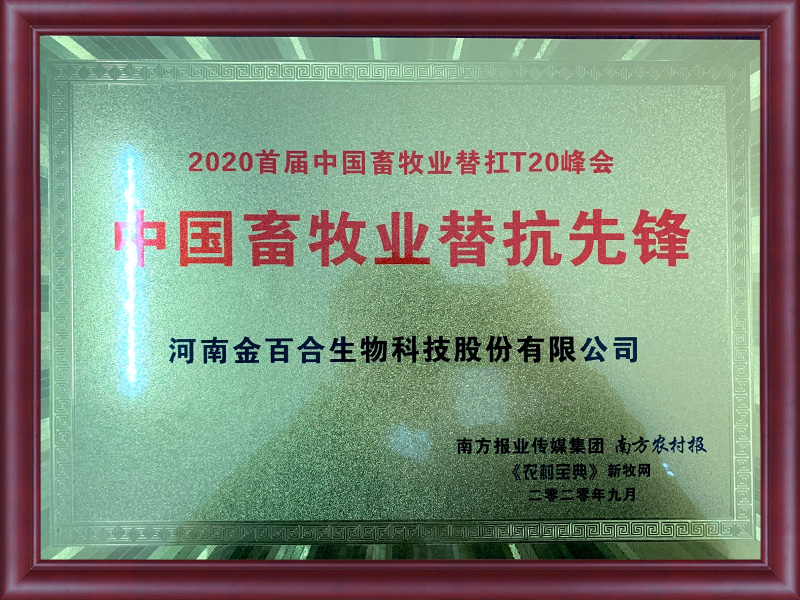 2020首届中国畜牧业替扛T20峰会
中国畜牧业替抗先锋
河南金百合生物科技股份有限公司
南方报业传媒集团 南方农村报
《农村宝典》新牧网
二零二零年九月